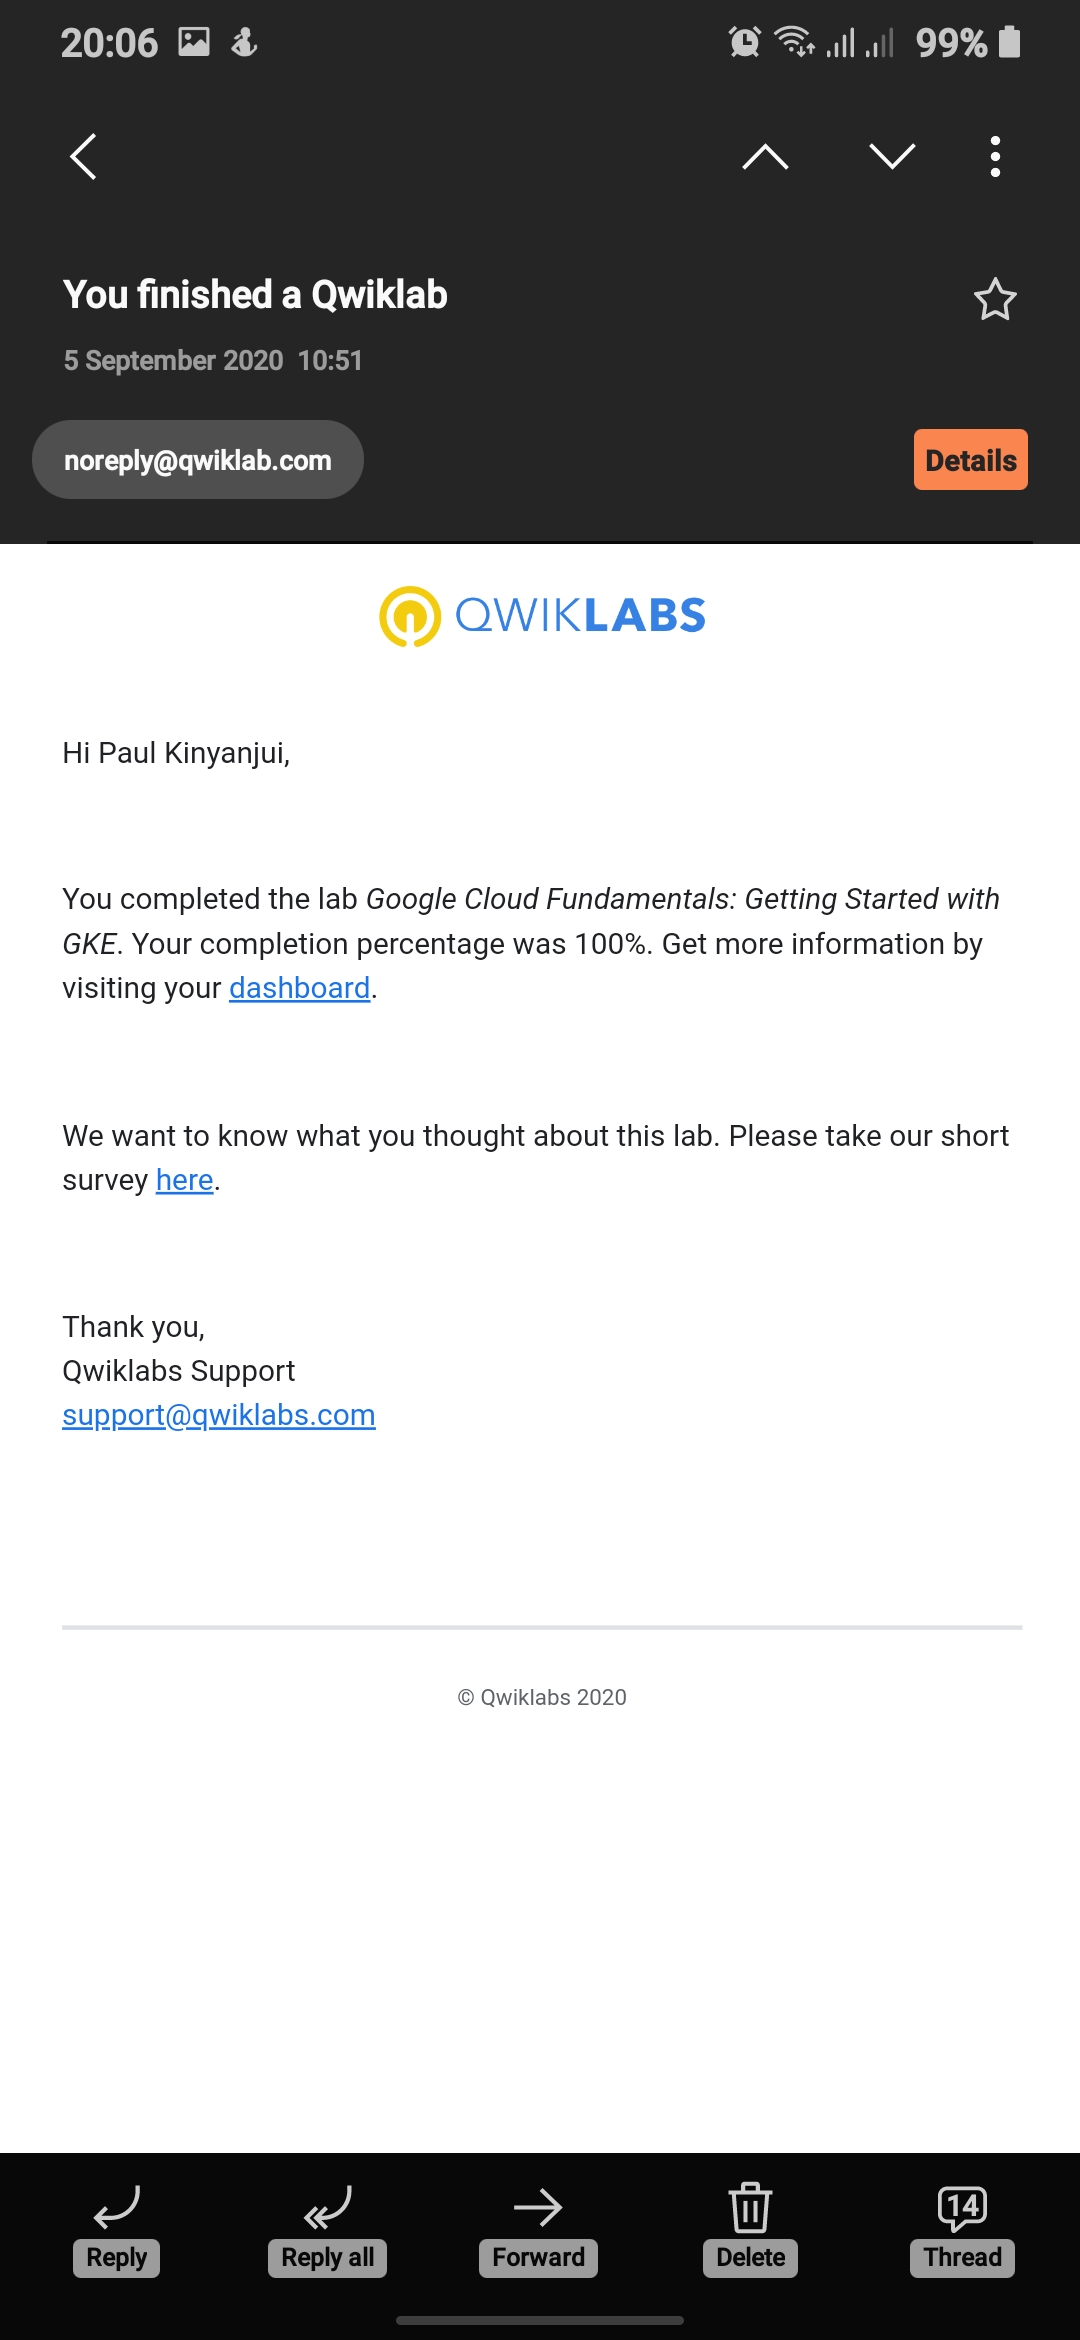 20:06
99%
You finished a Qwiklab
5 September 2020 10:51
noreply@qwiklab.com
Details
QWIKLABS
Hi Paul Kinyanjui,
You completed the lab Google Cloud Fundamentals: Getting Started with
GKE. Your completion percentage was 100%. Get more information by
visiting your dashboard.
We want to know what you thought about this lab. Please take our short
survey here.
Thank you,
Qwiklabs Support
support@qwiklabs.com
© Qwiklabs 2020
14
Reply
Reply all
Forward
Delete
Thread